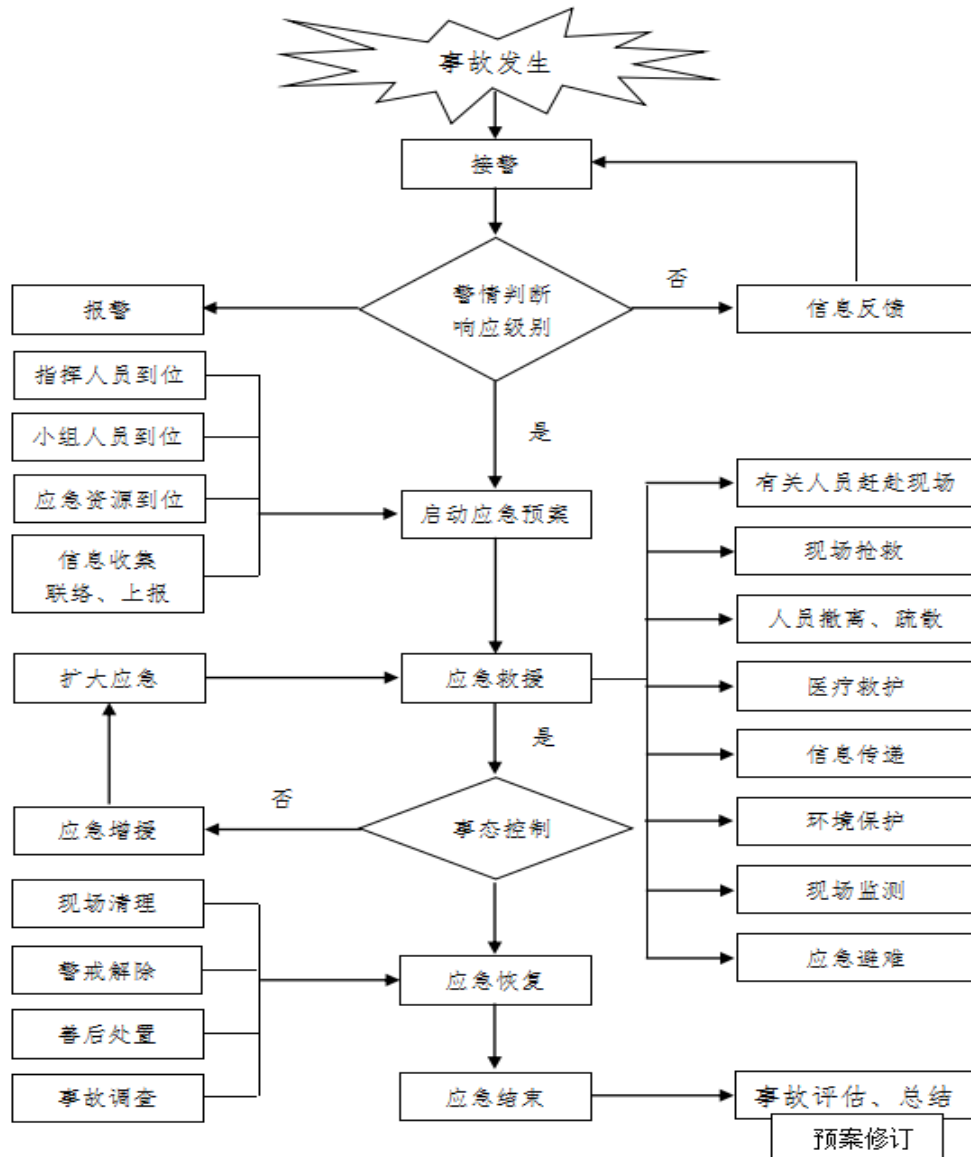 事故发生
接警
警情判断
响应级别
否
报警
信息反馈
指挥人员到位
是
小组人员到位
有关人员赶赴现场
应急资源到位
启动应急预案
现场抢救
信息收集
联络、上报
人员撤离、疏散
扩大应急
应急救援
医疗救护
是
信息传递
否
应急增援
事态控制
环境保护
现场清理
现场监测
警戒解除
应急恢复
应急避难
善后处置
事故调查
应急结束
事故评估、总结
预案修订